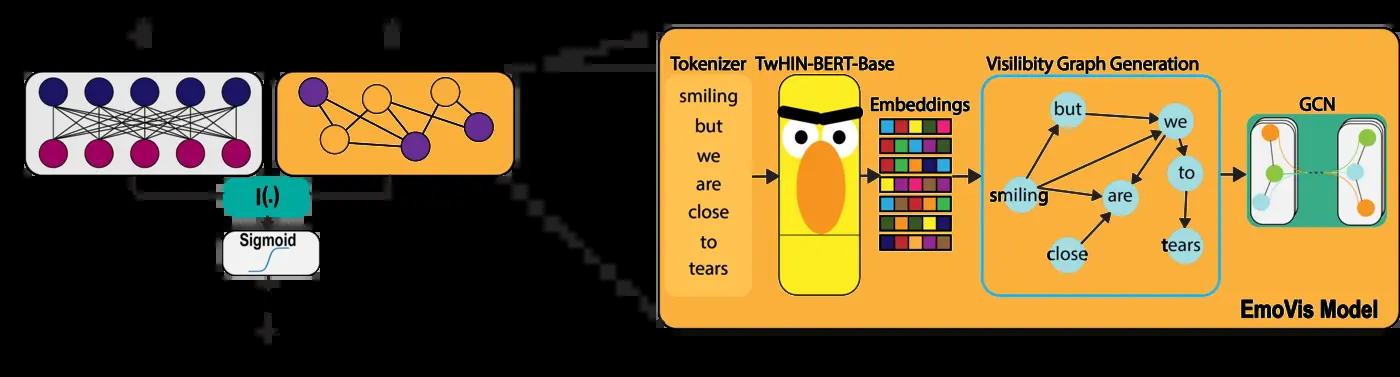 I(.)
Sigmoid
Tokenizer
smiling
but
we
are
close
to
tears
TwHIN-BERT-Base
Embeddings
Visilibity Graph Generation
but
we
to
smiling
are
close
tears
GCN
EmoVis Model